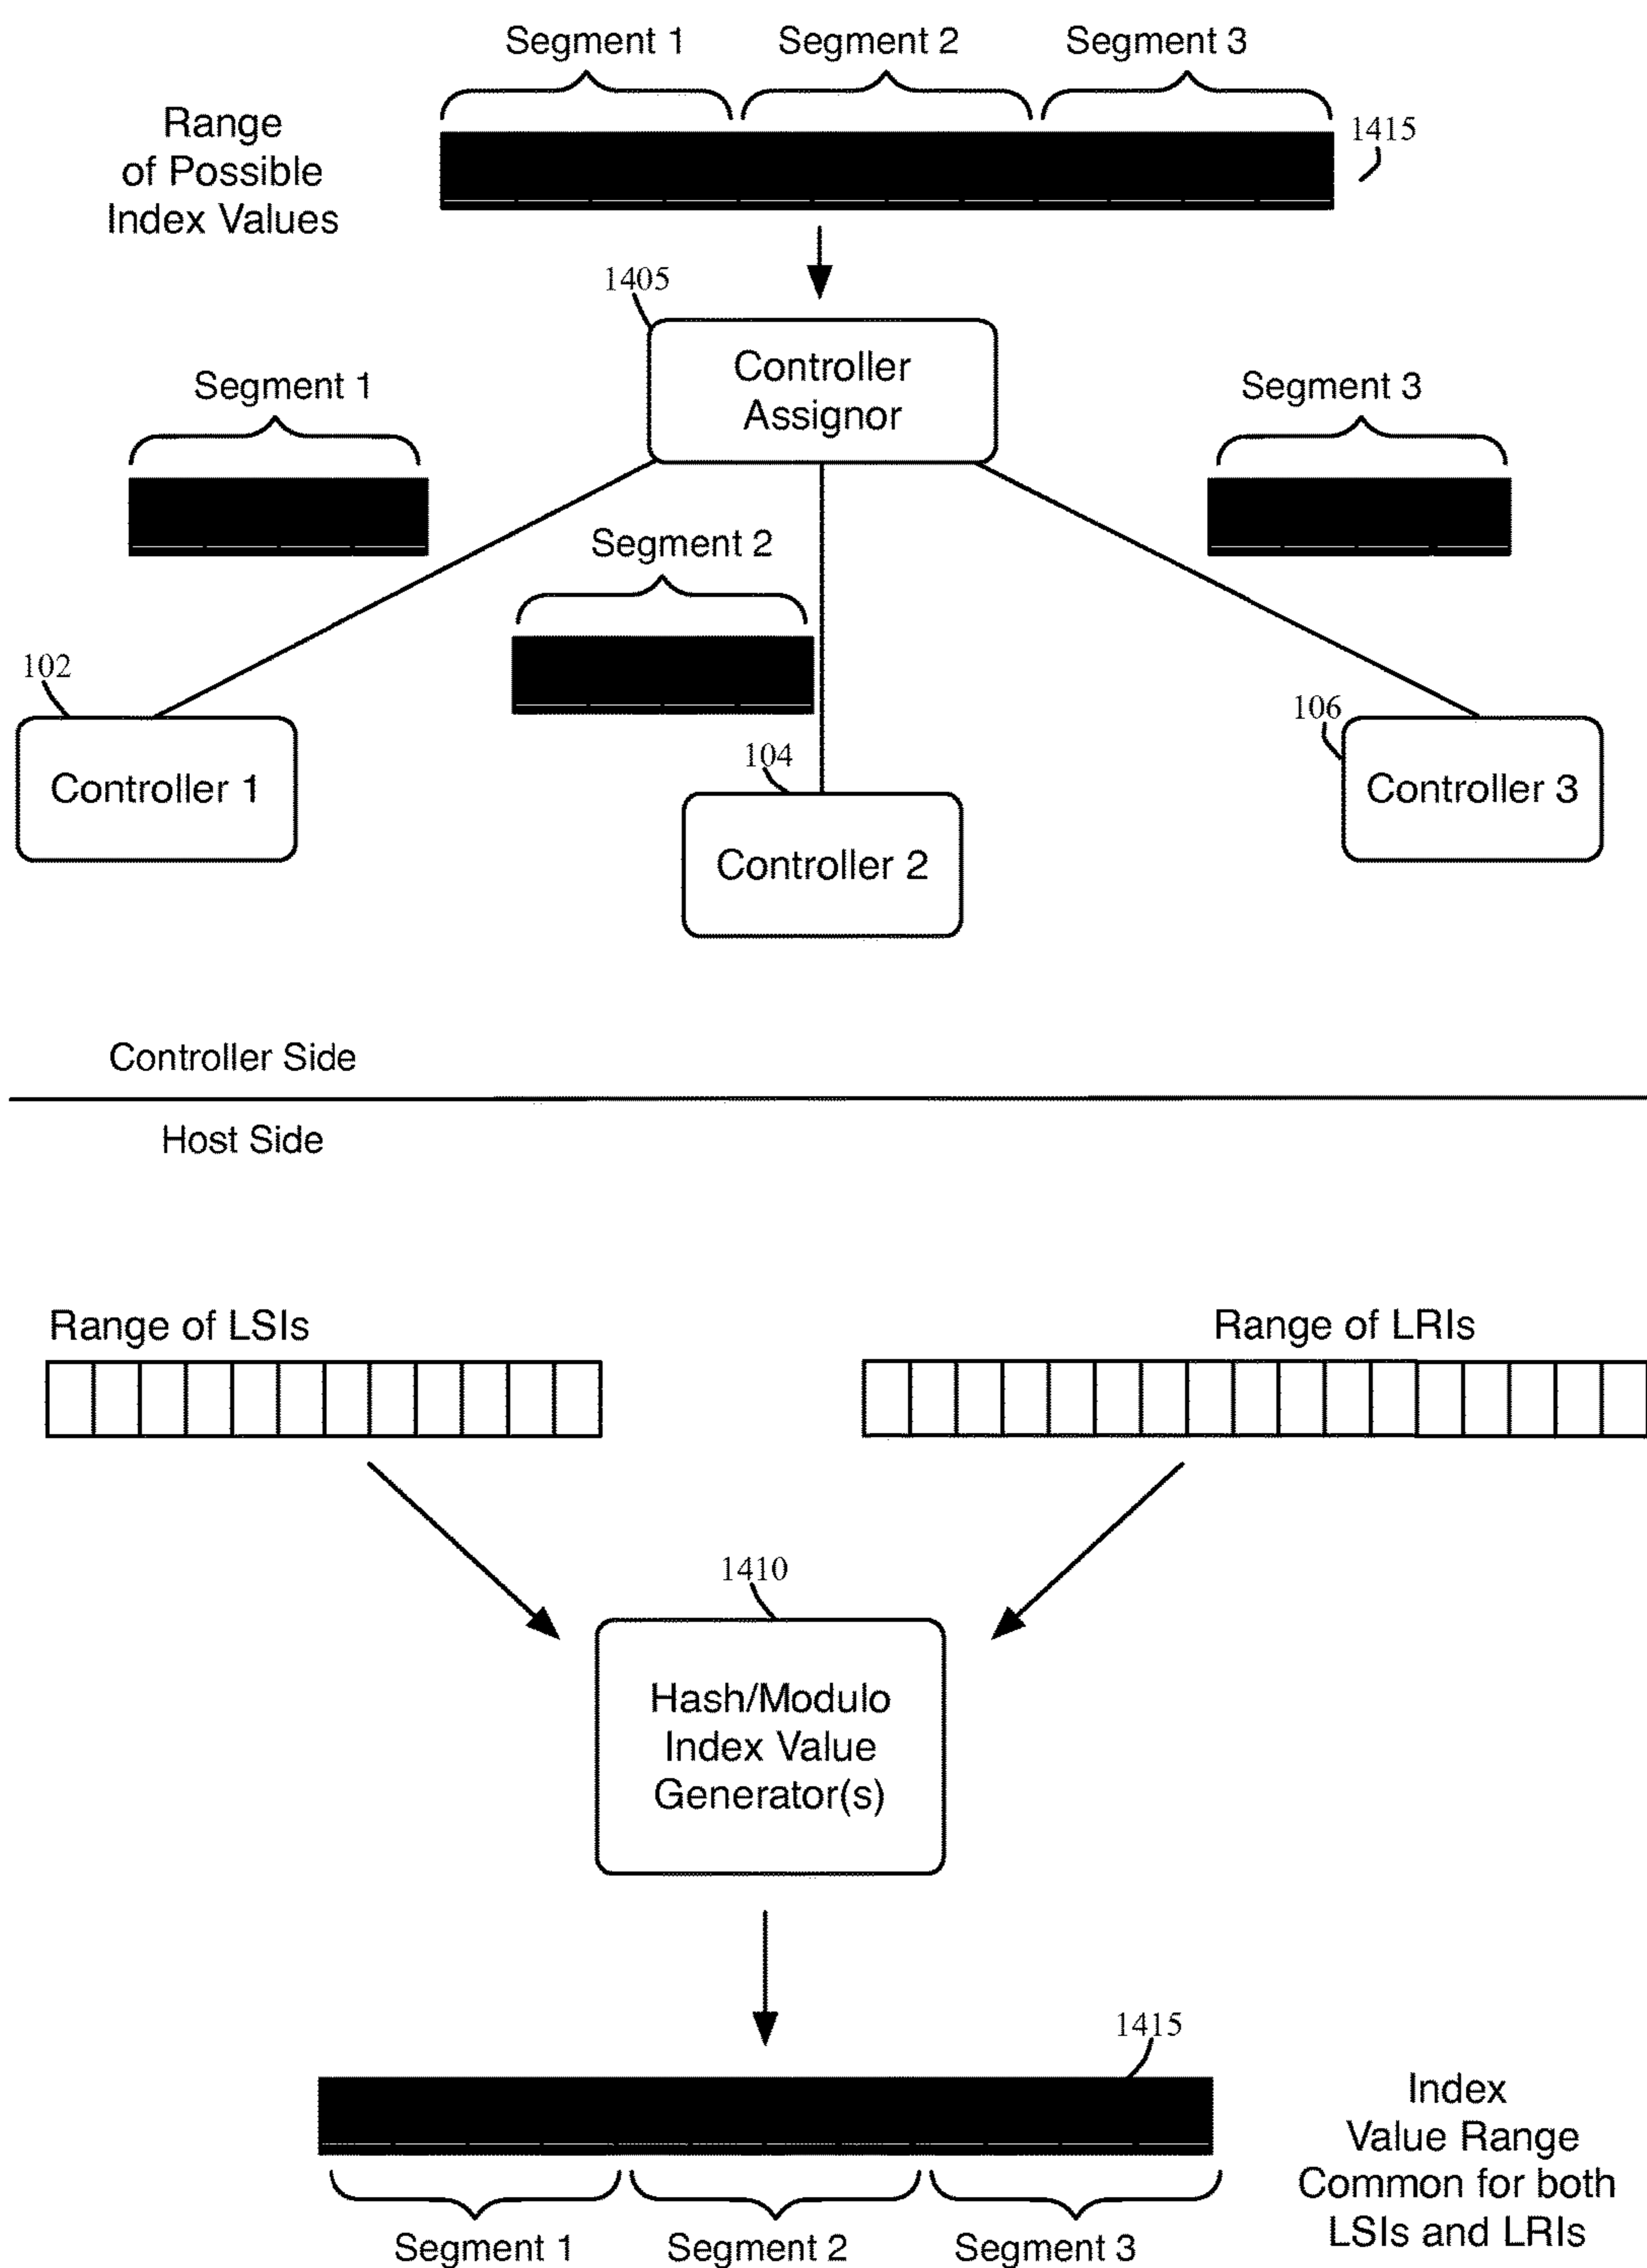 Segment 1
Segment 2
Segment 3
Range
of Possible
Index Values
1415
1405
Controller
Assignor
Segment 1
Segment 3
Segment 2
102
106
104
Controller 1
Controller 3
Controller 2
Controller Side
Host Side
Range of LSIs
Range of LRIs
1410
Hash/Modulo
Index Value
Generator(s)
1415
Index
Value Range
Common for both
LSIs and LRIs
Segment 1
Segment 2
Segment 3